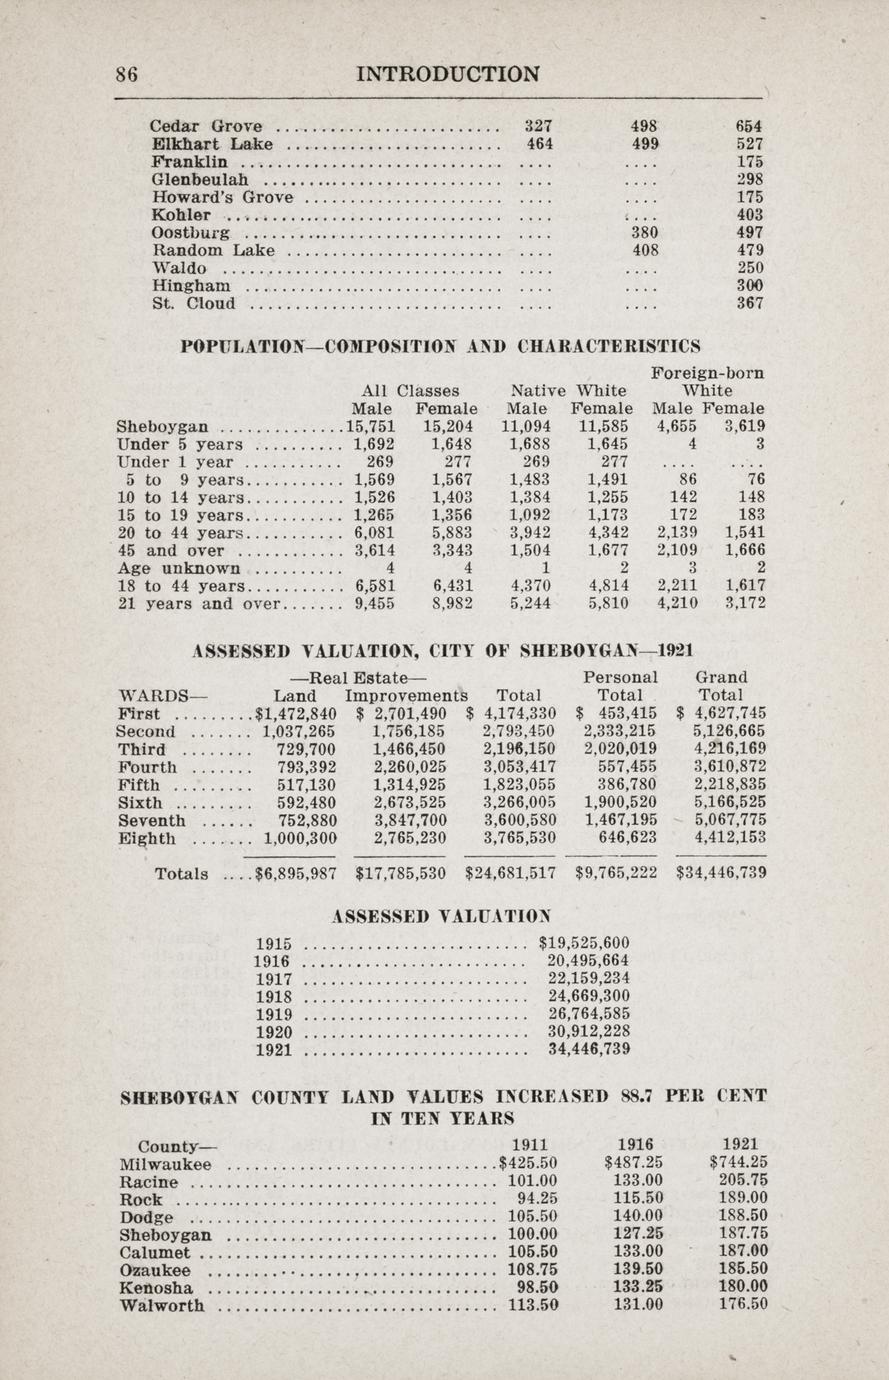 86 INTRODUCTION
Cedar Grove ......................... 327 498 654
Elkhart Lake ........................ 464 499 527
Franklin ............................. .... .... 175
Glenbeulah .......................... .... .... 298
Howard's Grove ...................... .... .... 175
Kohler .............................. .... .... 403
Oostburg ............................ .... 380 497
Random Lake ........................ .... 408 479
Waldo ............................... .... .... 250
Hingham ............................ .... .... 300
St. Cloud ............................ .... .... 367
POPULATION—COMPOSITION AND CHARACTERISTICS
Foreign-born
All Classes Native White White
Male Female Male Female Male Female
Sheboygan ..............15,751 15,204 11,094 11,585 4,655 3,619
Under 5 years .......... 1,692 1,648 1,688 1,645 4 3
Under 1 year ........... 269 277 269 277 .... ....
5 to 9 years........... 1,569 1,567 1,483 1,491 86 76
10 to 14 years........... 1,526 1,403 1,384 1,255 142 148
15 to 19 years........... 1,265 1,356 1,092 1,173 172 183
20 to 44 years........... 6,081 5,883 3,942 4,342 2,139 1,541
45 and over ............ 3,614 3,343 1,504 1,677 2,109 1,666
Age unknown .......... 4 4 1 2 3 2
18 to 44 years........... 6,581 6,431 4,370 4,814 2,211 1,617
21 years and over....... 9,455 8,982 5,244 5,810 4,210 3,172
ASSESSED VALUATION, CITY OF SHEBOYGAN—1921
—Real Estate— Personal Grand
WARDS— Land Improvements Total Total Total
First .........$1,472,840 $ 2,701,490 $ 4,174,330 $ 453,415 $ 4,627,745
Second ....... 1,037,265 1,756,185 2,793,450 2,333,215 5,126,665
Third ........ 729,700 1,466,450 2,196,150 2,020,019 4,216,169
Fourth ....... 793,392 2,260,025 3,053,417 557,455 3,610,872
Fifth ......... 517,130 1,314,925 1,823,055 386,780 2,218,835
Sixth ......... 592,480 2,673,525 3,266,005 1,900,520 5,166,525
Seventh ...... 752,880 3,847,700 3,600,580 1,467,195 5,067,775
Eighth ....... 1,000,300 2,765,230 3,765,530 646,623 4,412,153
Totals ....$6,895,987 $17,785,530 $24,681,517 $9,765,222 $34,446,739
ASSESSED VALUATION
1915 ......................... $19,525,600
1916 ......................... 20,495,664
1917 ......................... 22,159,234
1918 ......................... 24,669,300
1919 ......................... 26,764,585
1920 ......................... 30,912,228
1921 ......................... 34,446,739
SHEBOYGAN COUNTY LAND VALUES INCREASED 88.7 PER CENT
IN TEN YEARS
County— 1911 1916 1921
Milwaukee ..............................$425.50 $487.25 $744.25
Racine .................................. 101.00 133.00 205.75
Rock ................................... 94.25 115.50 189.00
Dodge .................................. 105.50 140.00 188.50
Sheboygan .............................. 100.00 127.25 187.75
Calumet ................................. 105.50 133.00 187.00
Ozaukee ................................ 108.75 139.50 185.50
Kenosha ................................ 98.50 133.25 180.00
Walworth ............................... 113.50 131.00 176.50